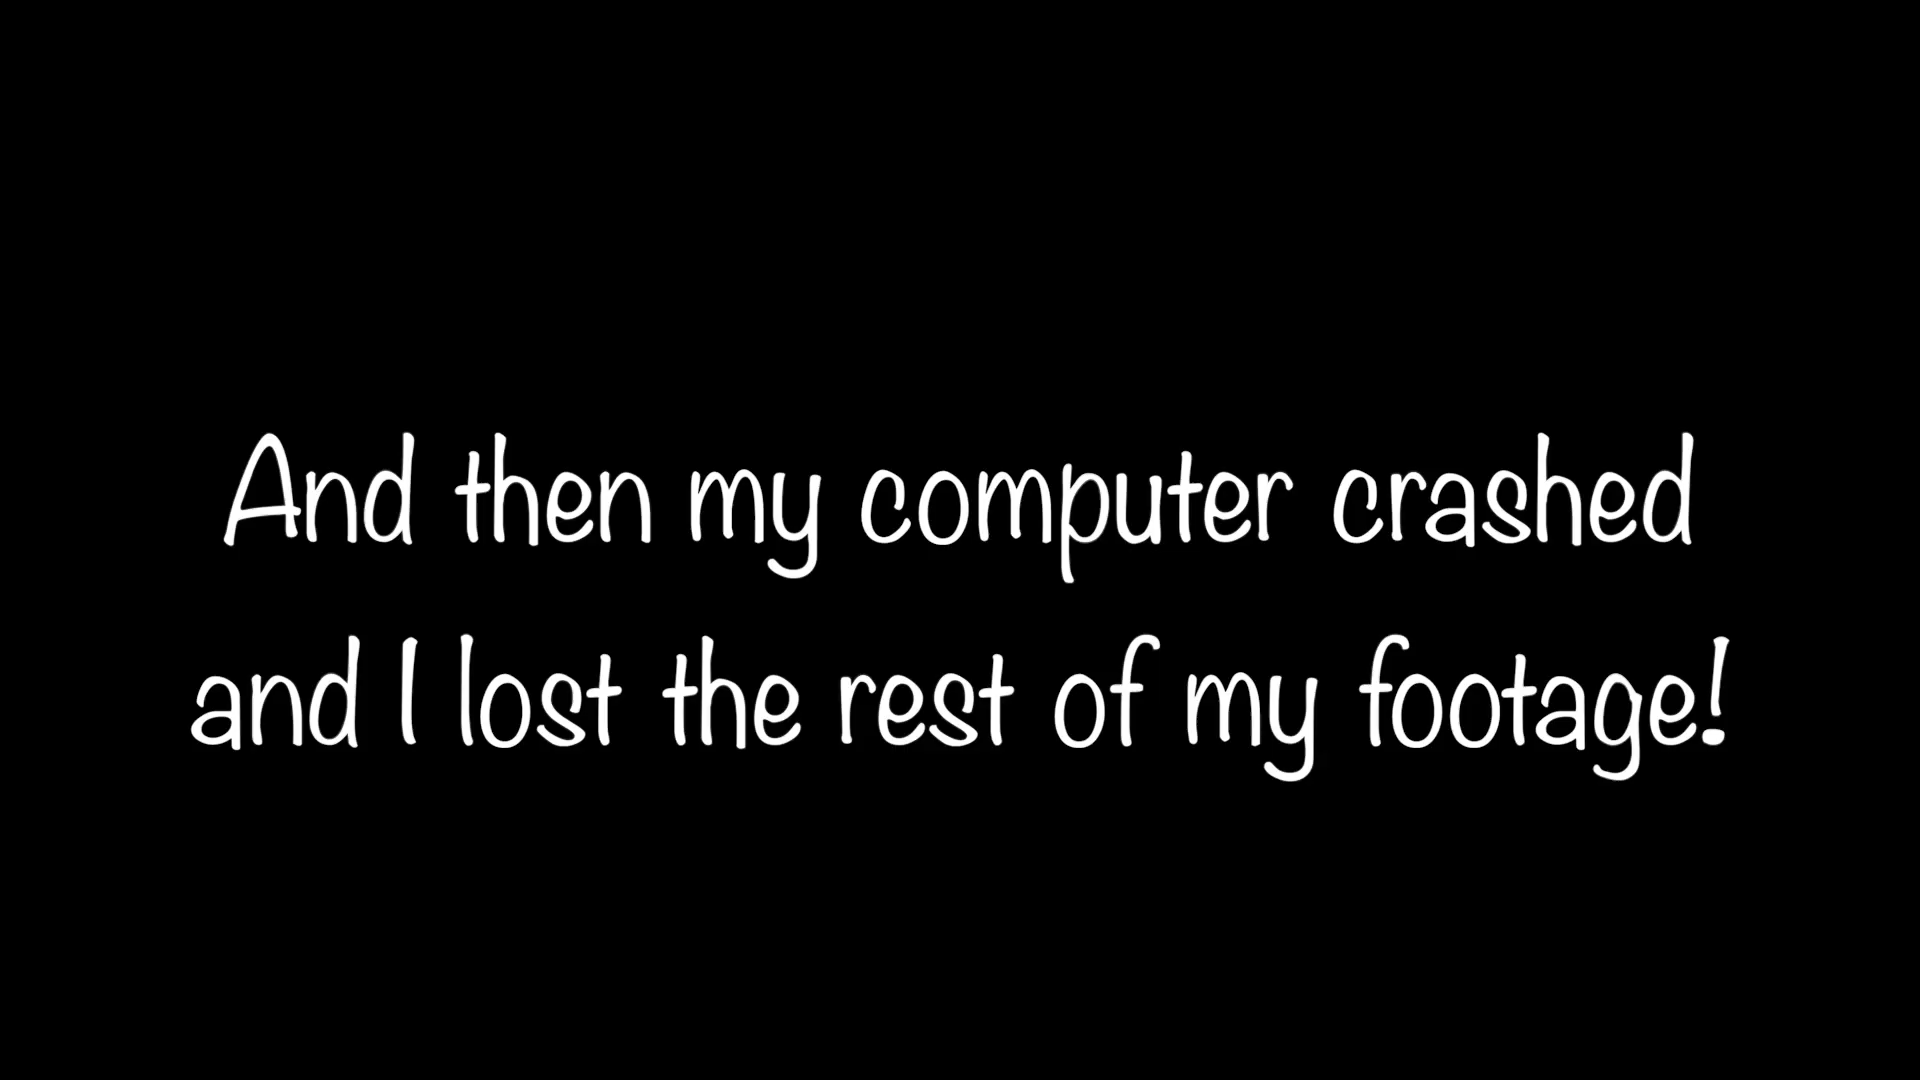 And then my computer crashed
and I lost the rest of my footage!